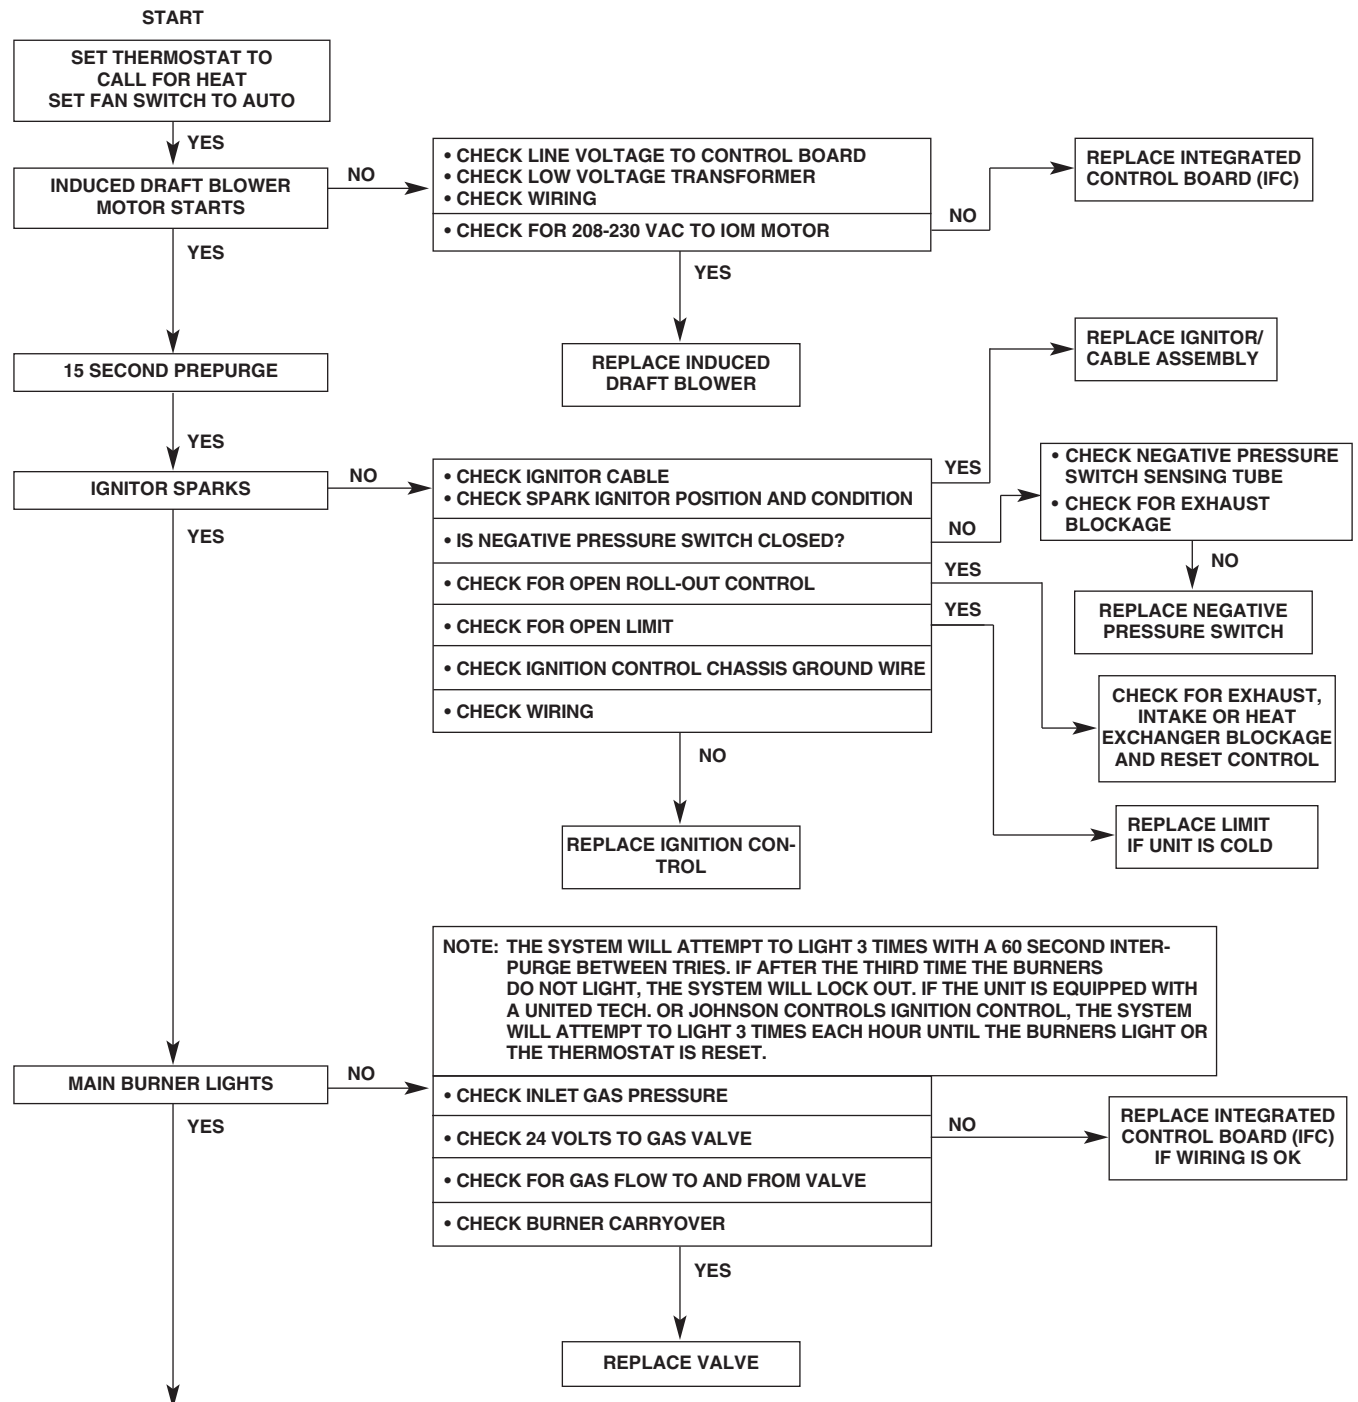 START
SET THERMOSTAT TO
CALL FOR HEAT
SET FAN SWITCH TO AUTO
YES
INDUCED DRAFT BLOWER
MOTOR STARTS
NO
• CHECK LINE VOLTAGE TO CONTROL BOARD
• CHECK LOW VOLTAGE TRANSFORMER
• CHECK WIRING
• CHECK FOR 208-230 VAC TO IOM MOTOR
NO
REPLACE INTEGRATED
CONTROL BOARD (IFC)
YES
REPLACE INDUCED
DRAFT BLOWER
YES
15 SECOND PREPURGE
YES
IGNITOR SPARKS
NO
• CHECK IGNITOR CABLE
• CHECK SPARK IGNITOR POSITION AND CONDITION
YES
REPLACE IGNITOR/
CABLE ASSEMBLY
• IS NEGATIVE PRESSURE SWITCH CLOSED?
NO
• CHECK NEGATIVE PRESSURE
SWITCH SENSING TUBE
• CHECK FOR EXHAUST
BLOCKAGE
NO
REPLACE NEGATIVE
PRESSURE SWITCH
• CHECK FOR OPEN ROLL-OUT CONTROL
YES
CHECK FOR EXHAUST,
INTAKE OR HEAT
EXCHANGER BLOCKAGE
AND RESET CONTROL
• CHECK FOR OPEN LIMIT
YES
REPLACE LIMIT
IF UNIT IS COLD
• CHECK IGNITION CONTROL CHASSIS GROUND WIRE
• CHECK WIRING
NO
REPLACE IGNITION CON-
TROL
YES
NOTE: THE SYSTEM WILL ATTEMPT TO LIGHT 3 TIMES WITH A 60 SECOND INTER-
PURGE BETWEEN TRIES. IF AFTER THE THIRD TIME THE BURNERS
DO NOT LIGHT, THE SYSTEM WILL LOCK OUT. IF THE UNIT IS EQUIPPED WITH
A UNITED TECH. OR JOHNSON CONTROLS IGNITION CONTROL, THE SYSTEM
WILL ATTEMPT TO LIGHT 3 TIMES EACH HOUR UNTIL THE BURNERS LIGHT OR
THE THERMOSTAT IS RESET.
MAIN BURNER LIGHTS
NO
• CHECK INLET GAS PRESSURE
• CHECK 24 VOLTS TO GAS VALVE
NO
REPLACE INTEGRATED
CONTROL BOARD (IFC)
IF WIRING IS OK
• CHECK FOR GAS FLOW TO AND FROM VALVE
• CHECK BURNER CARRYOVER
YES
REPLACE VALVE
YES